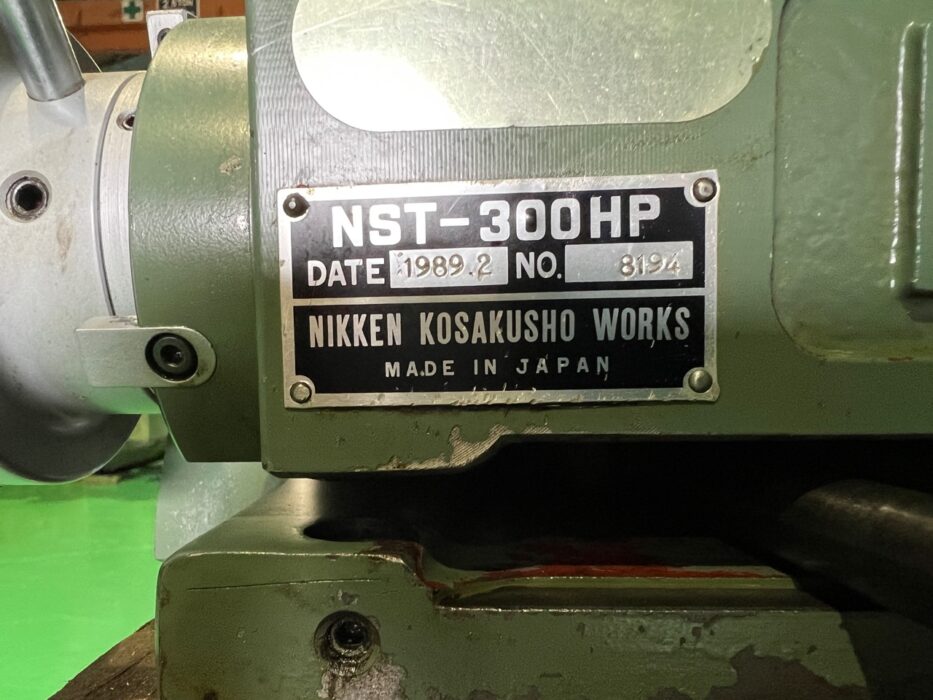 NST-300HP
DATE 1989.2 NO. 8194
NIKKEN KOSAKUSHO WORKS
MADE IN JAPAN